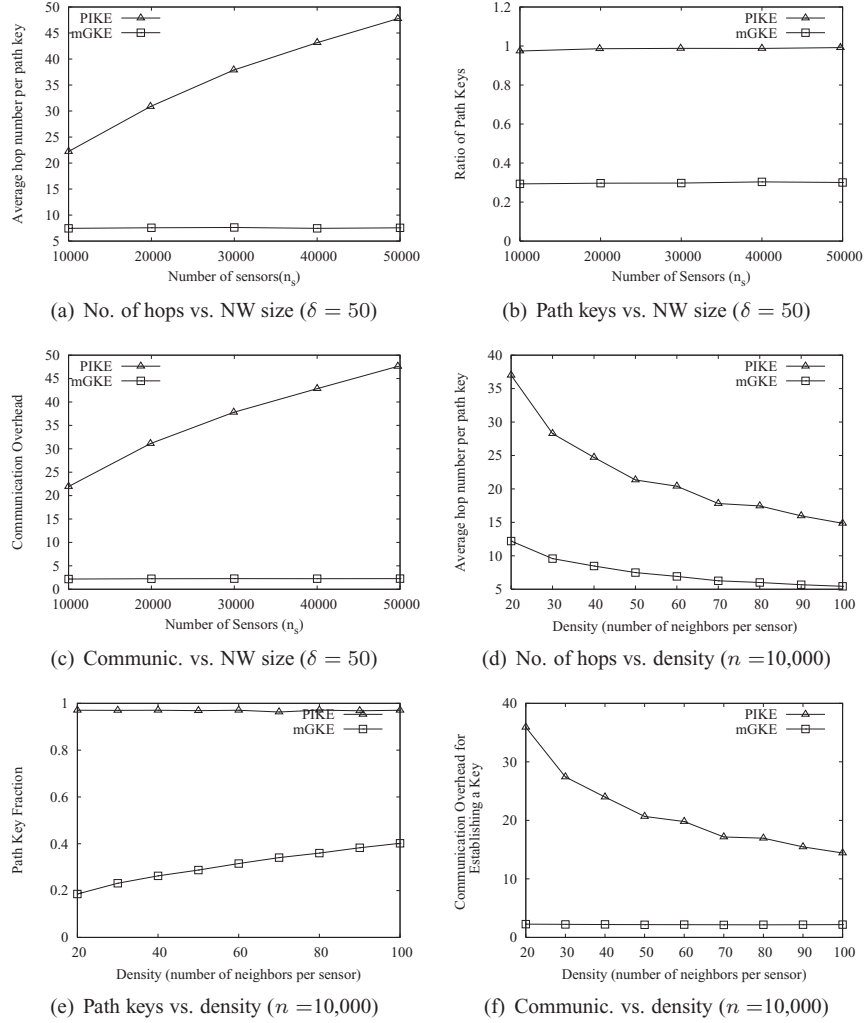 50
45
40
35
30
25
20
15
10
5
PIKE
mGKE
Average hop number per path key
10000 20000 30000 40000 50000
Number of sensors(n_s)
(a) No. of hops vs. NW size (δ = 50)
1.2
1
0.8
0.6
0.4
0.2
0
PIKE
mGKE
Ratio of Path Keys
10000 20000 30000 40000 50000
Number of Sensors (n_s)
(b) Path keys vs. NW size (δ = 50)
50
45
40
35
30
25
20
15
10
5
0
PIKE
mGKE
Communication Overhead
10000 20000 30000 40000 50000
Number of Sensors (n_s)
(c) Communic. vs. NW size (δ = 50)
40
35
30
25
20
15
10
5
PIKE
mGKE
Average hop number per path key
20 30 40 50 60 70 80 90 100
Density (number of neighbors per sensor)
(d) No. of hops vs. density (n =10,000)
1
0.8
0.6
0.4
0.2
0
PIKE
mGKE
Path Key Fraction
20 40 60 80 100
Density (number of neighbors per sensor)
(e) Path keys vs. density (n =10,000)
40
30
20
10
0
PIKE
mGKE
Communication Overhead for
Establishing a Key
20 30 40 50 60 70 80 90 100
Density (number of neighbors per sensor)
(f) Communic. vs. density (n =10,000)